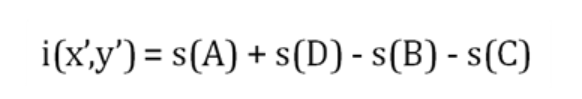 i(x',y') = s(A) + s(D) - s(B) - s(C)